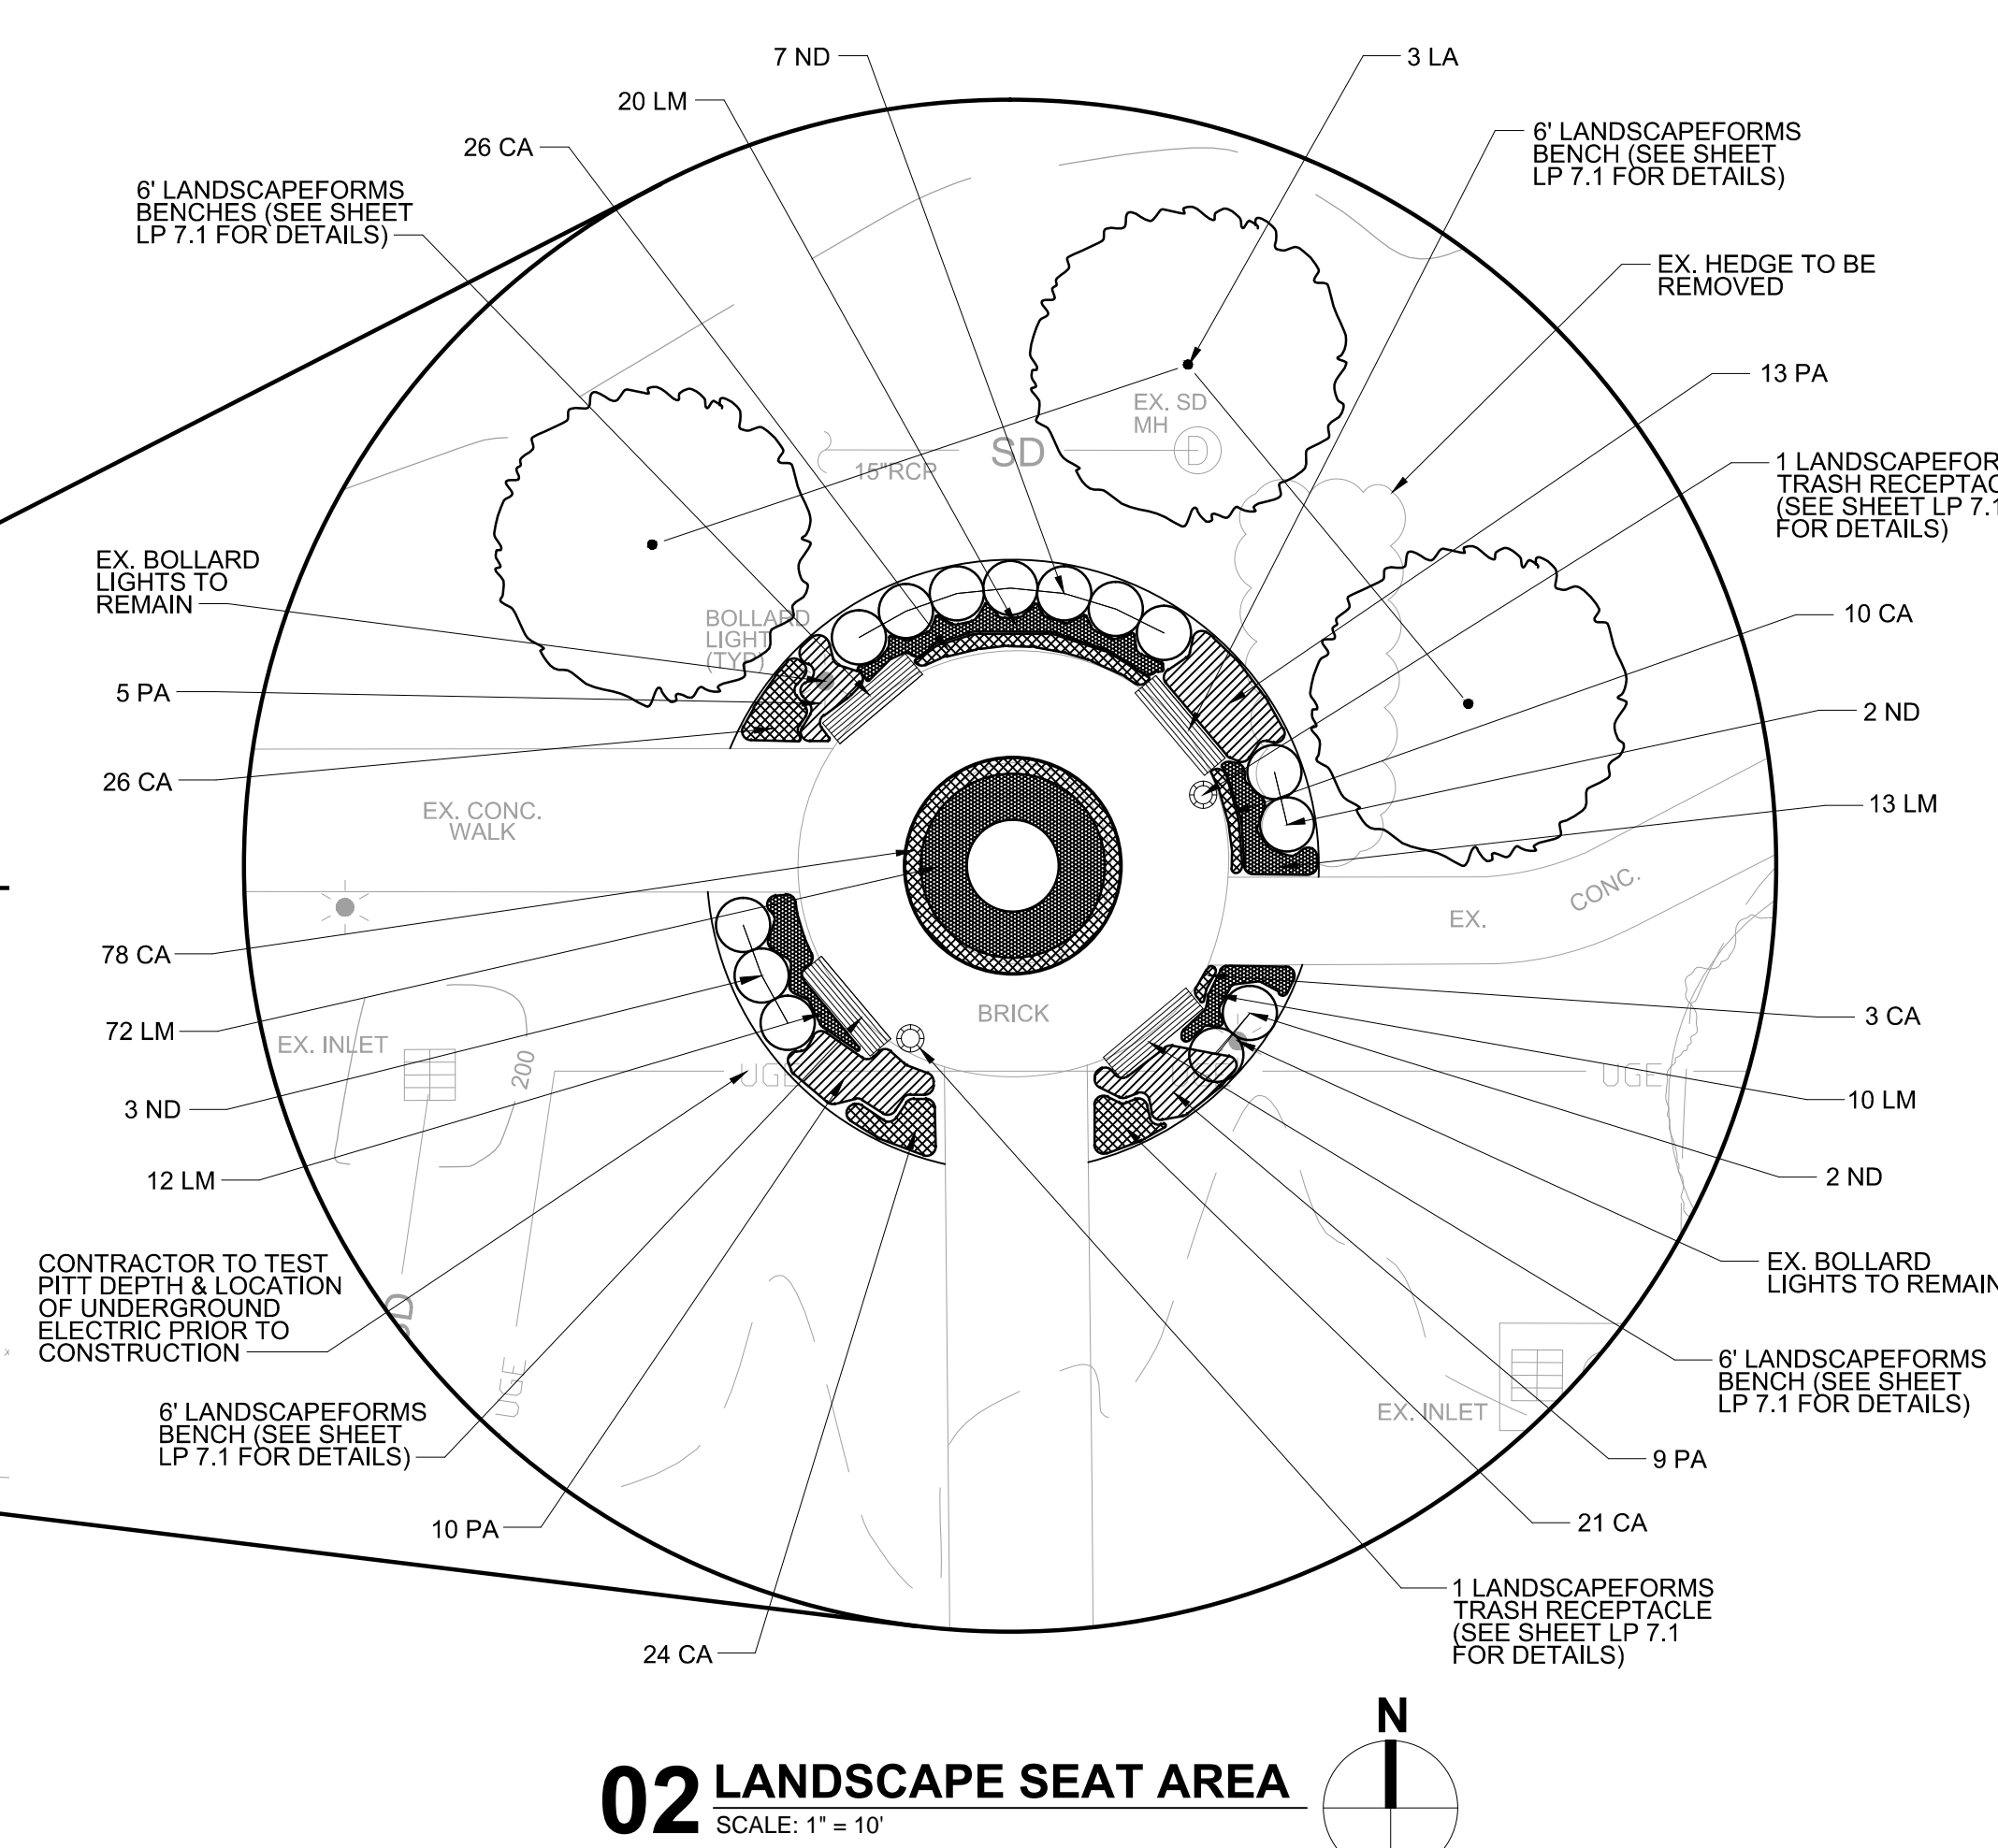 7 ND
3 LA
20 LM
26 CA
6' LANDSCAPEFORMS
BENCHES (SEE SHEET
LP 7.1 FOR DETAILS)
6' LANDSCAPEFORMS
BENCH (SEE SHEET
LP 7.1 FOR DETAILS)
EX. HEDGE TO BE
REMOVED
13 PA
EX. SD
MH
SD
D
15"RCP
1
TRASH
(SEE SHEET LP 7.1
FOR DETAILS)
EX. BOLLARD
LIGHTS TO
REMAIN
BOLLARD
LIGHT
(TYP)
10 CA
5 PA
2 ND
26 CA
13 LM
EX. CONC.
WALK
EX.
CONC.
78 CA
72 LM
BRICK
3 CA
EX. INLET
200
UGE
UGE
3 ND
10 LM
12 LM
2 ND
CONTRACTOR TO TEST
PITT DEPTH & LOCATION
OF UNDERGROUND
ELECTRIC PRIOR TO
CONSTRUCTION
UGE
EX. BOLLARD
LIGHTS TO REMAIN
6' LANDSCAPEFORMS
BENCH (SEE SHEET
LP 7.1 FOR DETAILS)
6' LANDSCAPEFORMS
BENCH (SEE SHEET
LP 7.1 FOR DETAILS)
EX. INLET
9 PA
10 PA
21 CA
24 CA
1 LANDSCAPEFORMS
TRASH RECEPTACLE
(SEE SHEET LP 7.1
FOR DETAILS)
N
02 LANDSCAPE SEAT AREA
SCALE: 1" = 10'